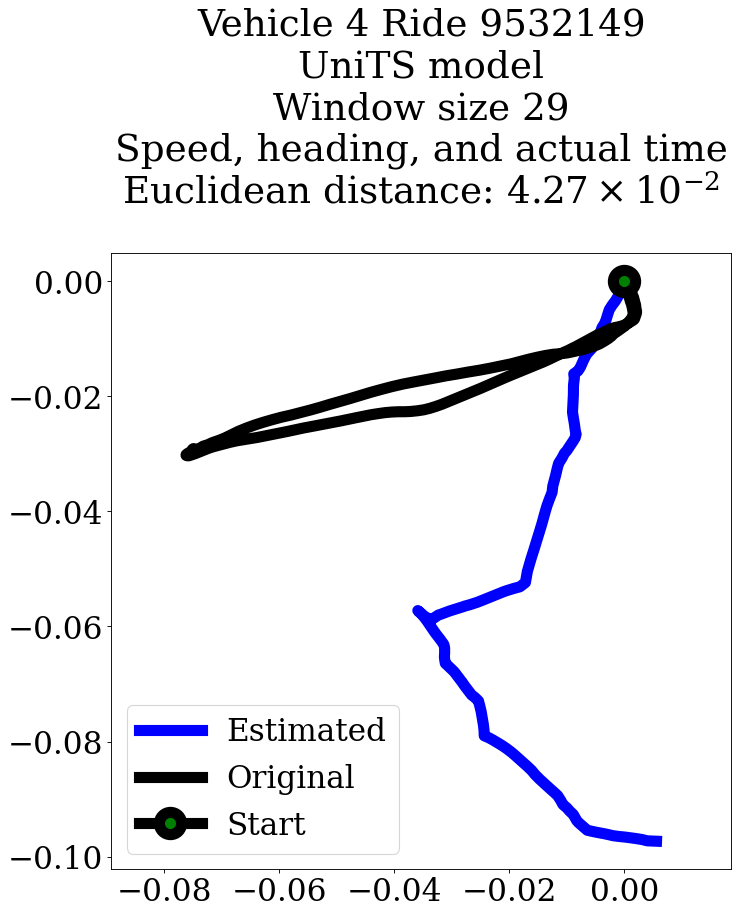 Vehicle 4 Ride 9532149
UniTS model
Window size 29
Speed, heading, and actual time
Euclidean distance: 4.27 × 10⁻²
0.00
−0.02
−0.04
−0.06
−0.08
−0.10
Estimated
Original
Start
−0.08 −0.06 −0.04 −0.02 0.00